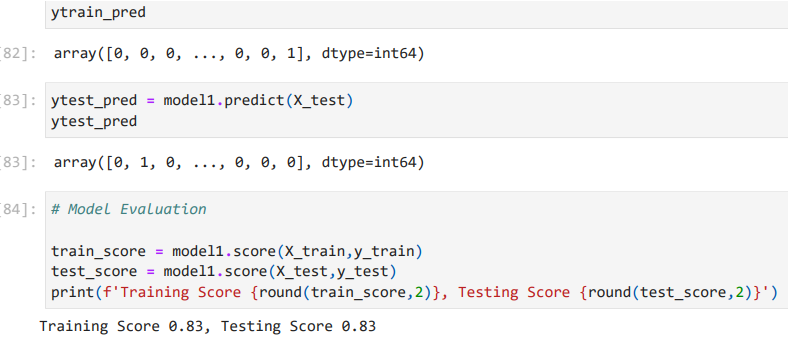 ytrain_pred
[82]: array([0, 0, 0, ..., 0, 0, 1], dtype=int64)
[83]: ytest_pred = model1.predict(X_test)
ytest_pred
[83]: array([0, 1, 0, ..., 0, 0, 0], dtype=int64)
[84]: # Model Evaluation
train_score = model1.score(X_train,y_train)
test_score = model1.score(X_test,y_test)
print(f'Training Score {round(train_score,2)}, Testing Score {round(test_score,2)}')
Training Score 0.83, Testing Score 0.83